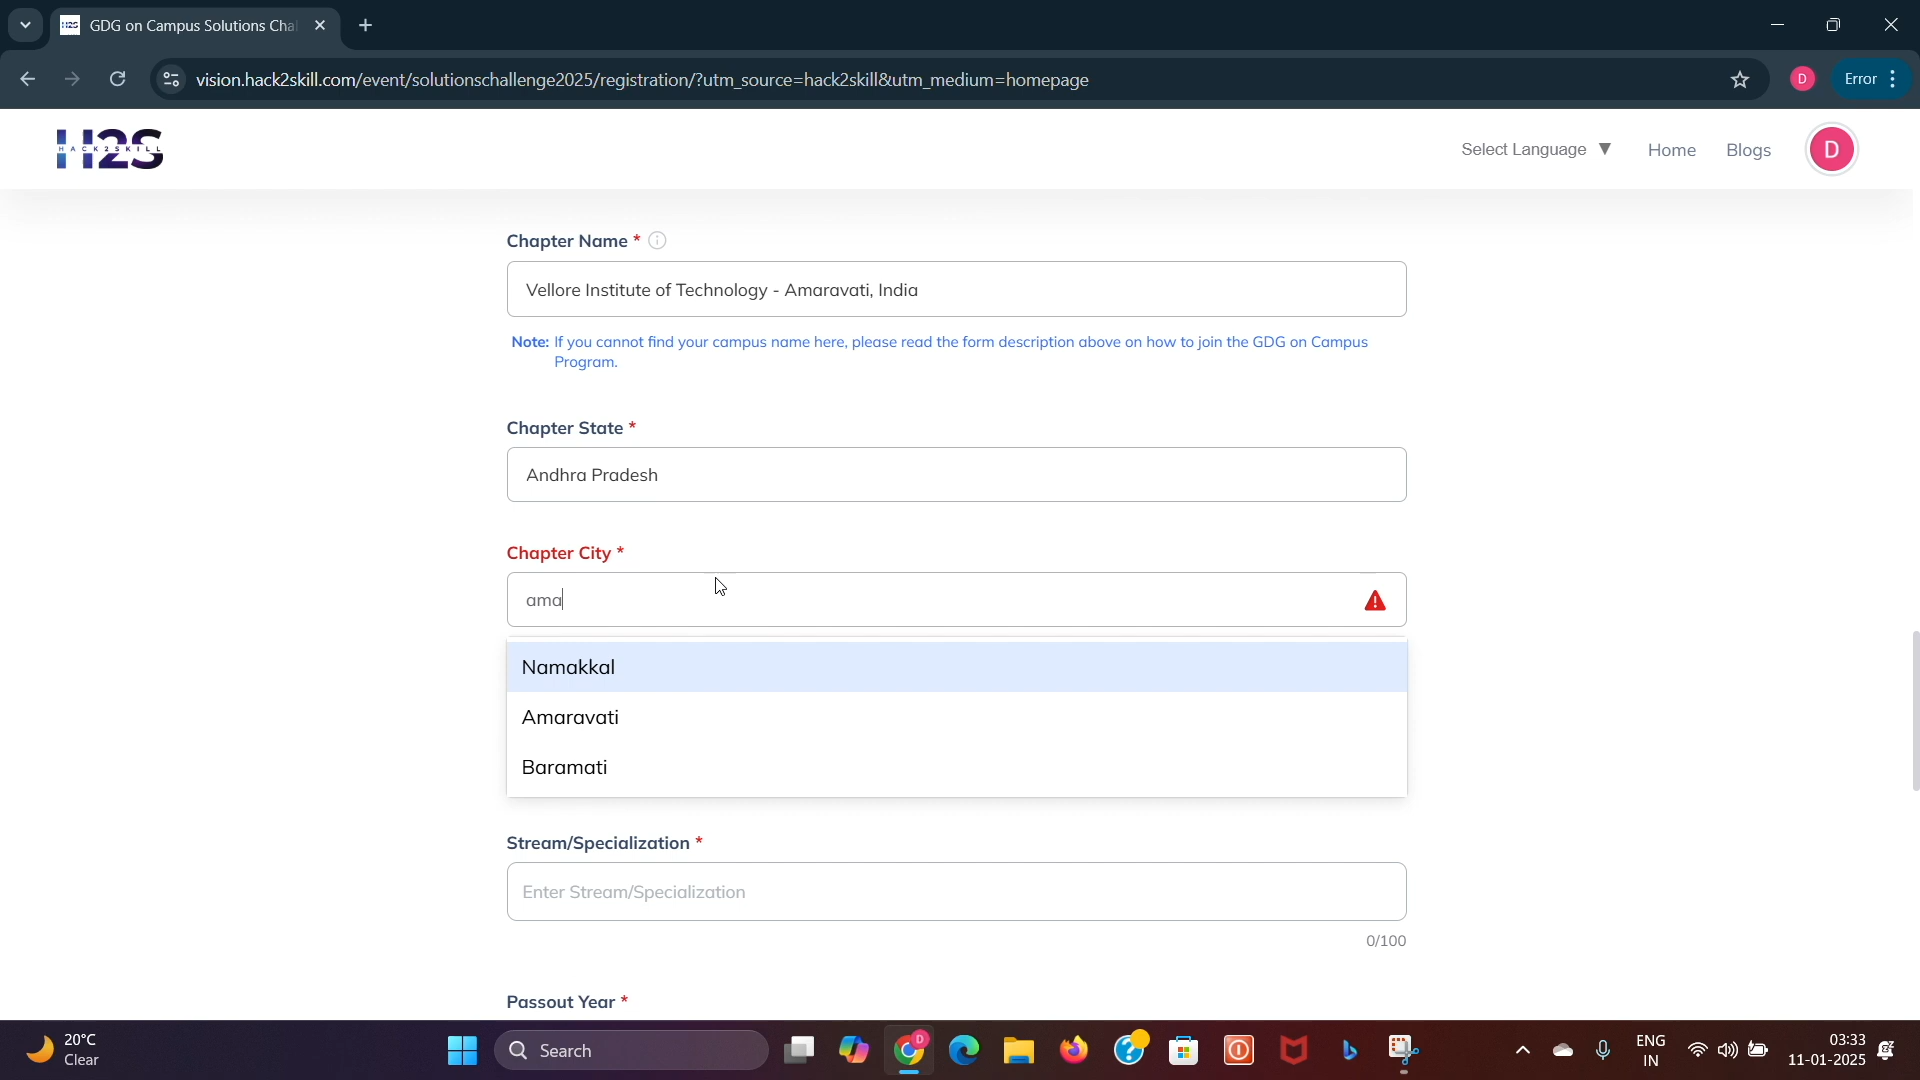 GDG on Campus Solutions Cha
vision.hack2skill.com/event/solutionschallenge2025/registration/?utm_source=hack2skill&utm_medium=homepage
D
Error
H2S
HACK2SKILL
Select Language ▼
Home
Blogs
D
Chapter Name *
Vellore Institute of Technology - Amaravati, India
Note: If you cannot find your campus name here, please read the form description above on how to join the GDG on Campus
Program.
Chapter State *
Andhra Pradesh
Chapter City *
ama
Namakkal
Amaravati
Baramati
Stream/Specialization *
Enter Stream/Specialization
0/100
Passout Year *
20°C
Clear
Search
ENG
IN
03:33
11-01-2025